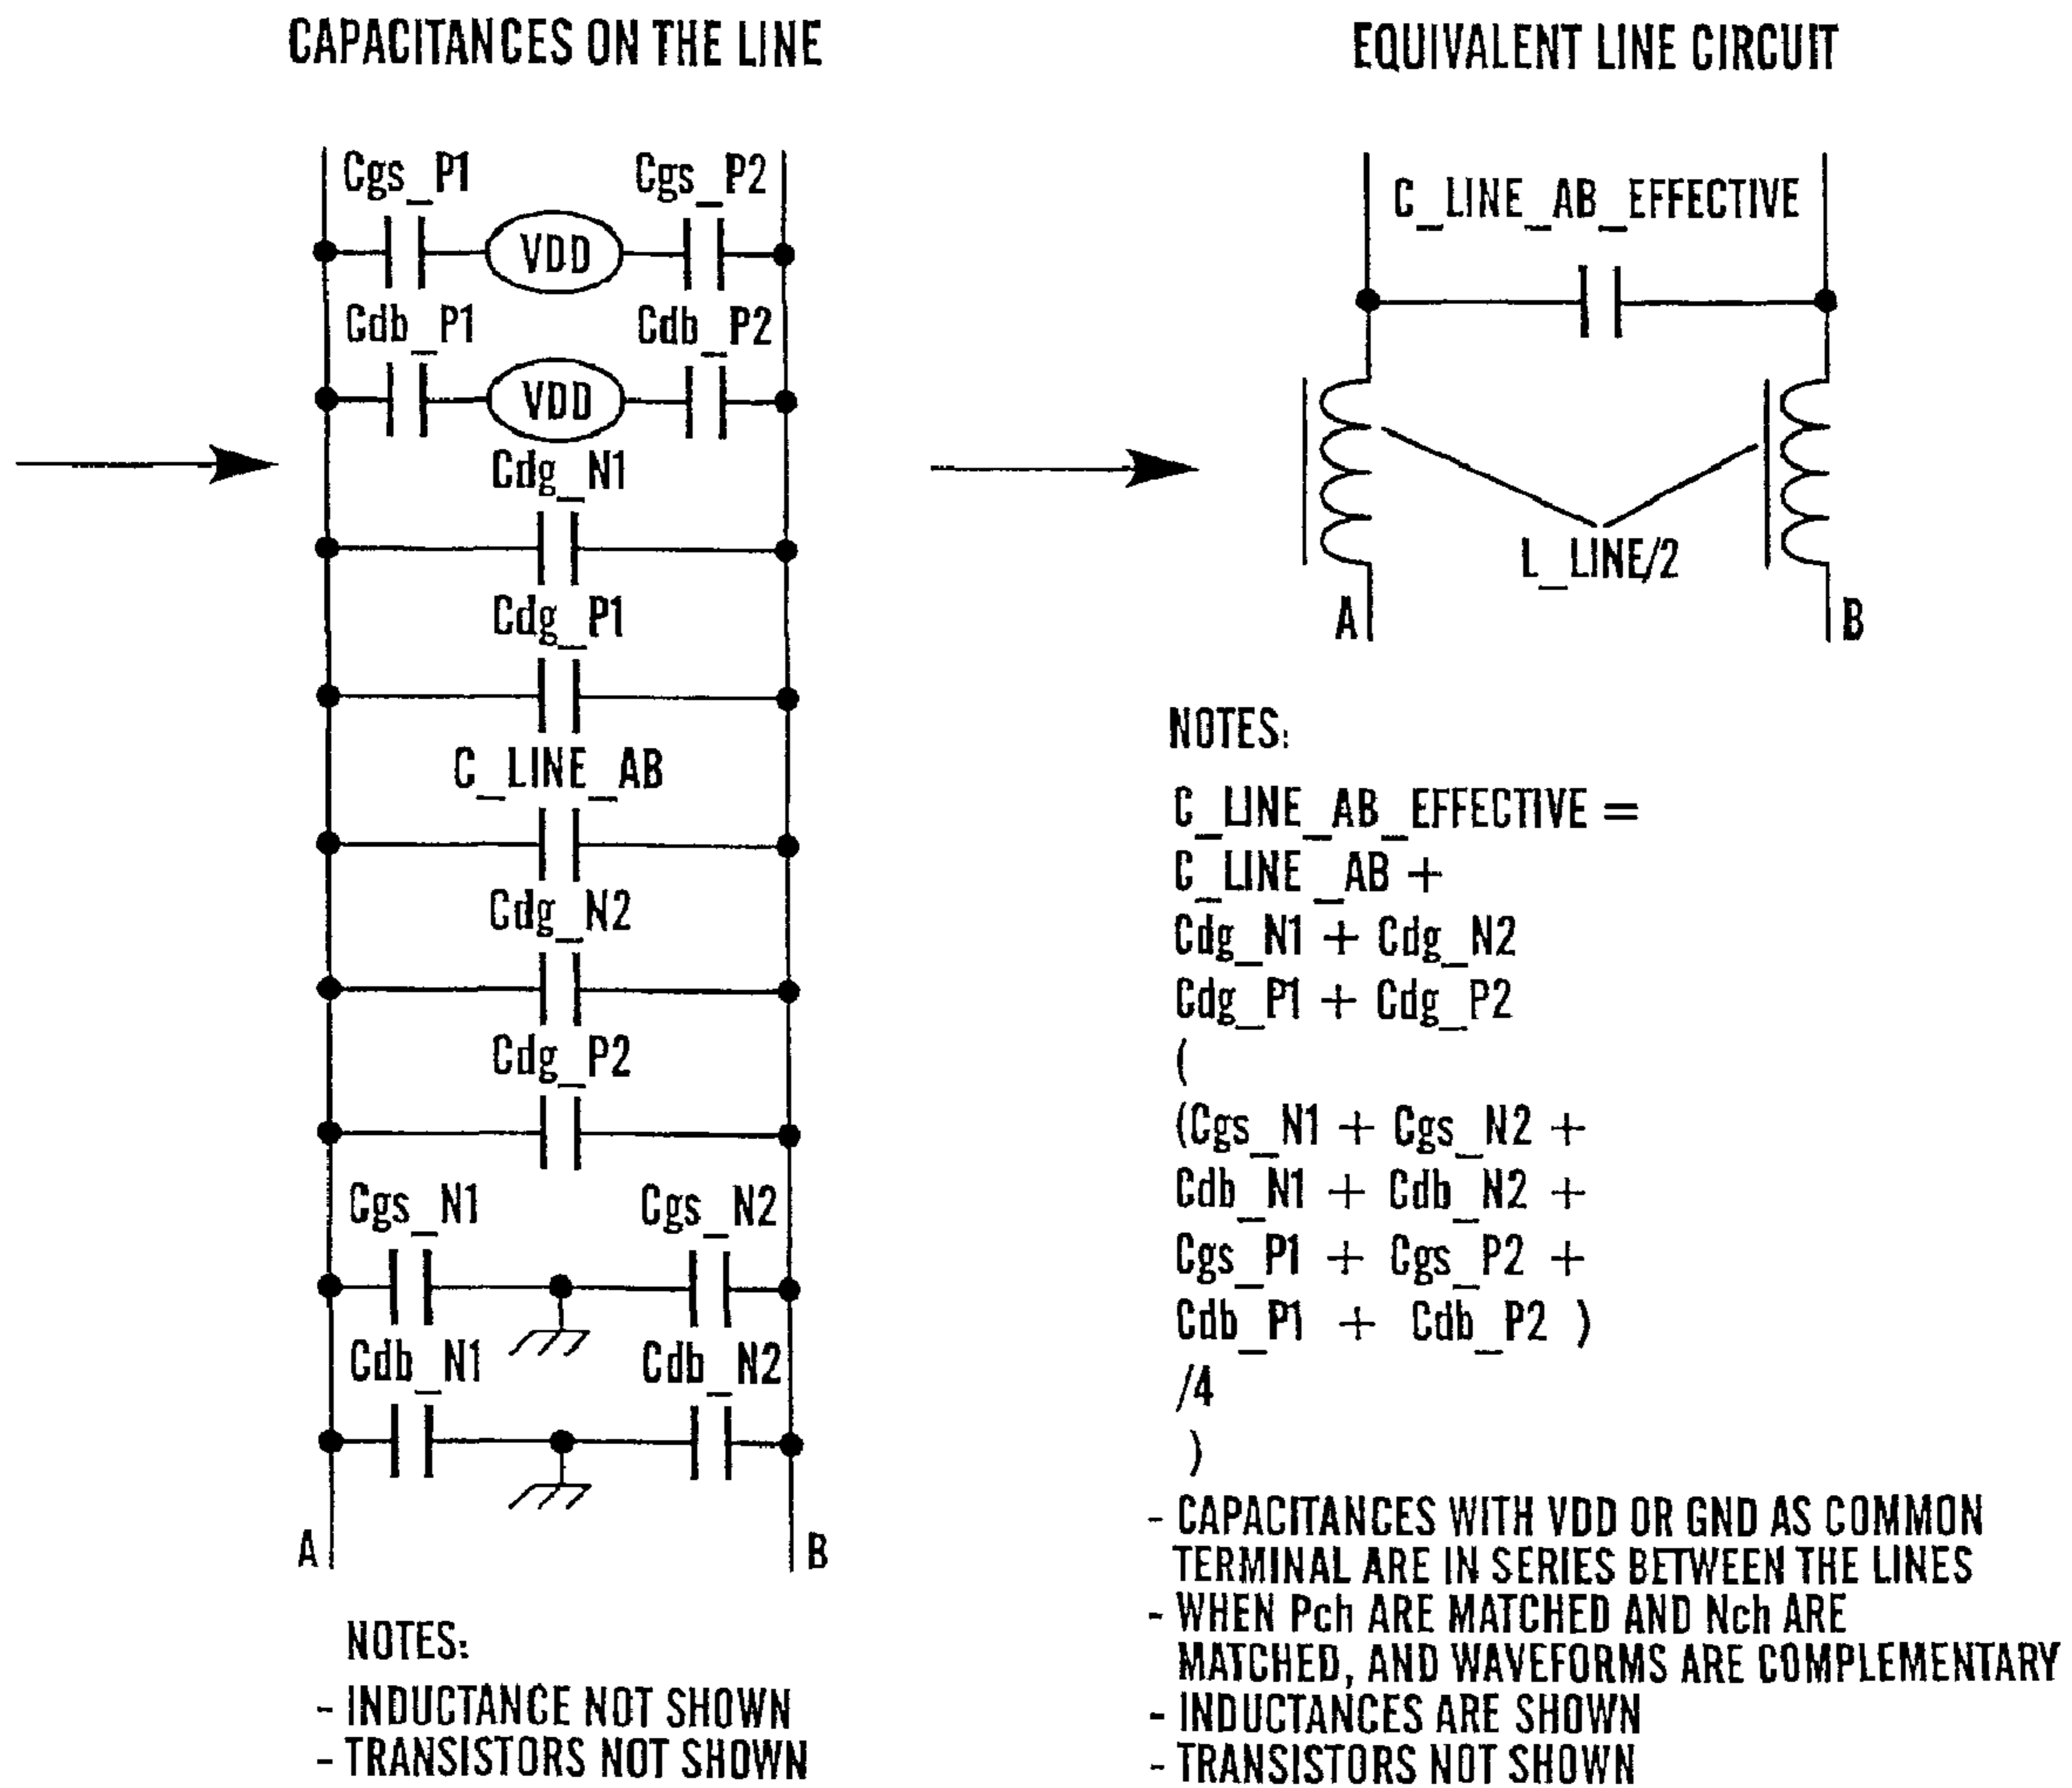 CAPACITANCES ON THE LINE
Cgs_P1 Cgs_P2
VDD
Cdb_P1 Cdb_P2
VDD
Cdg_N1
Cdg_P1
C_LINE_AB
Cdg_N2
Cdg_P2
Cgs_N1 Cgs_N2
Cdb_N1 Cdb_N2
A B
NOTES:
- INDUCTANCE NOT SHOWN
- TRANSISTORS NOT SHOWN
EQUIVALENT LINE CIRCUIT
C_LINE_AB_EFFECTIVE
L_LINE/2
A B
NOTES:
C_LINE_AB_EFFECTIVE =
C_LINE_AB +
Cdg_N1 + Cdg_N2
Cdg_P1 + Cdg_P2
(
(Cgs_N1 + Cgs_N2 +
Cdb_N1 + Cdb_N2 +
Cgs_P1 + Cgs_P2 +
Cdb_P1 + Cdb_P2 )
/4
)
- CAPACITANCES WITH VDD OR GND AS COMMON
TERMINAL ARE IN SERIES BETWEEN THE LINES
- WHEN Pch ARE MATCHED AND Nch ARE
MATCHED, AND WAVEFORMS ARE COMPLEMENTARY
- INDUCTANCES ARE SHOWN
- TRANSISTORS NOT SHOWN